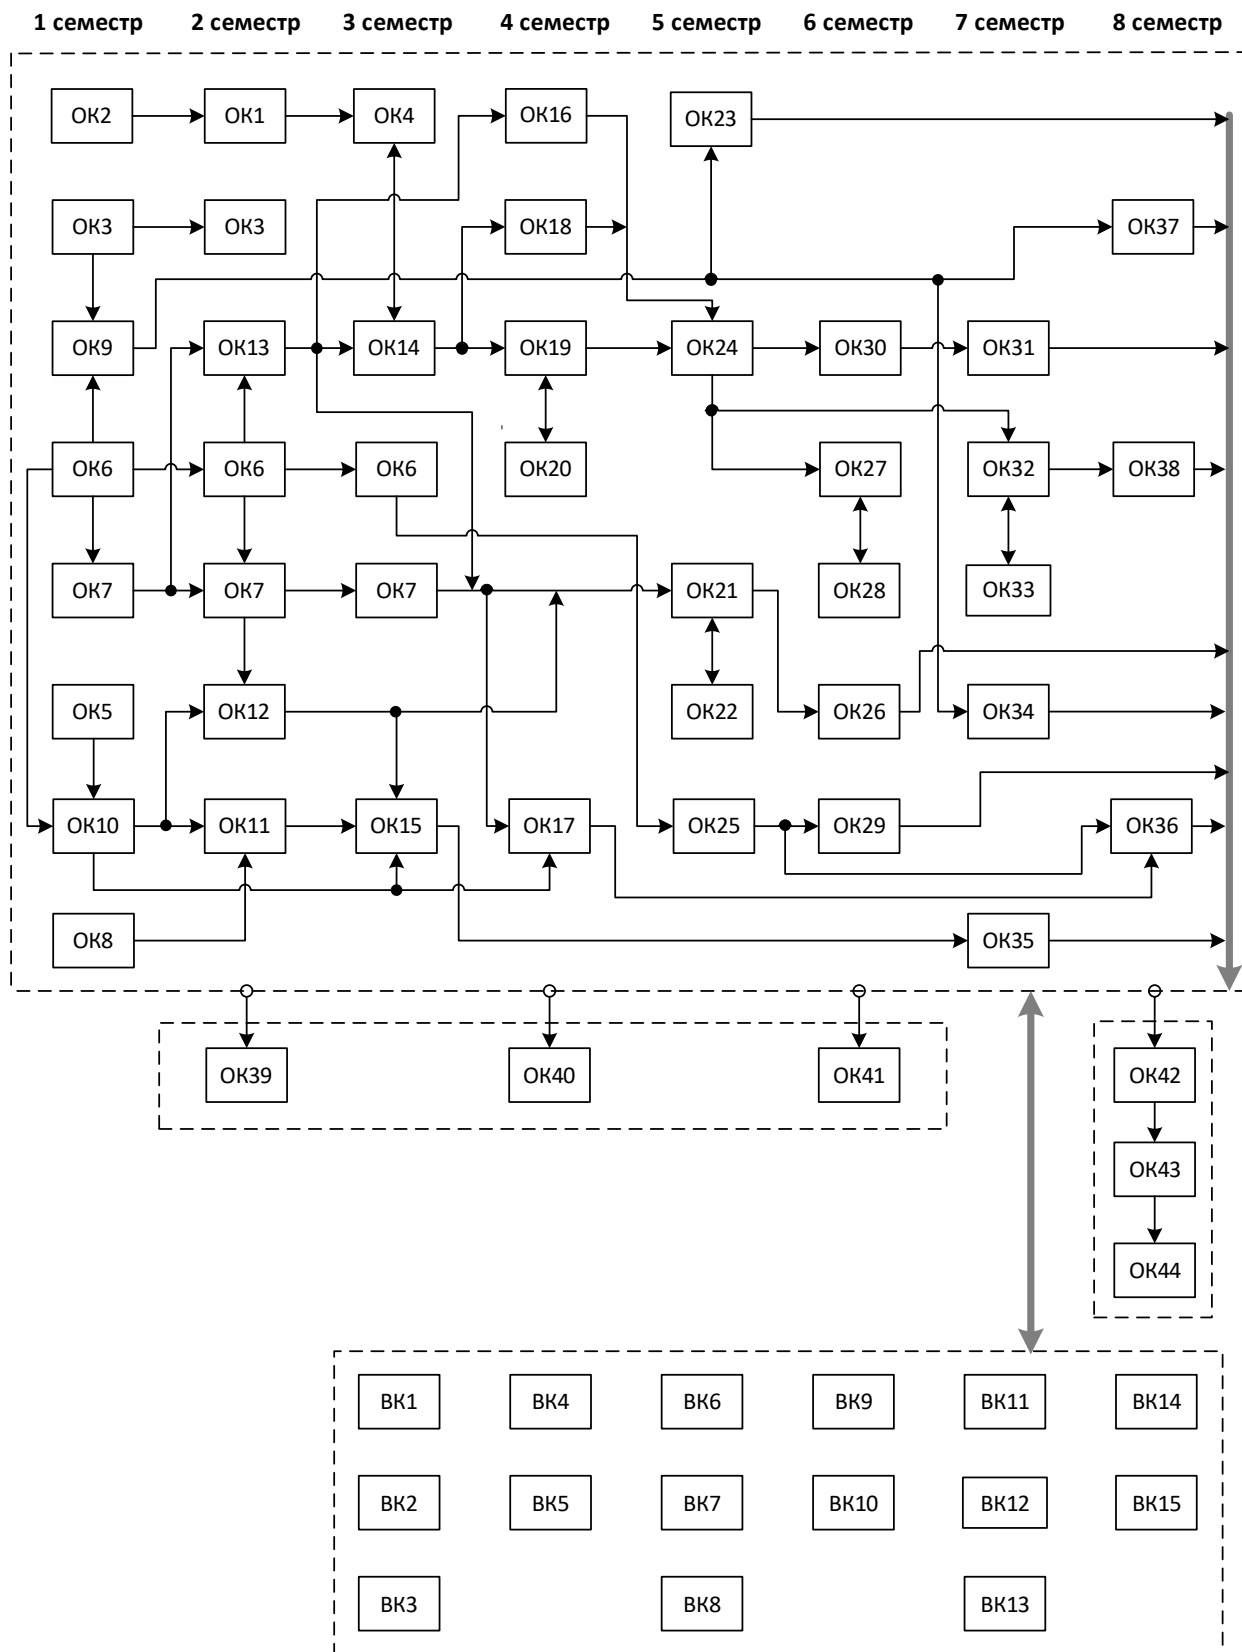 1 семестр 2 семестр 3 семестр 4 семестр 5 семестр 6 семестр 7 семестр 8 семестр
ОК2 ОК1 ОК4 ОК16 ОК23
ОК3 ОК3 ОК18 ОК37
ОК9 ОК13 ОК14 ОК19 ОК24 ОК30 ОК31
ОК6 ОК6 ОК6 ОК20 ОК27 ОК32 ОК38
ОК7 ОК7 ОК7 ОК21 ОК28 ОК33
ОК5 ОК12 ОК22 ОК26 ОК34
ОК10 ОК11 ОК15 ОК17 ОК25 ОК29 ОК36
ОК8 ОК35
ОК39 ОК40 ОК41 ОК42
ОК43
ОК44
ВК1 ВК4 ВК6 ВК9 ВК11 ВК14
ВК2 ВК5 ВК7 ВК10 ВК12 ВК15
ВК3 ВК8 ВК13